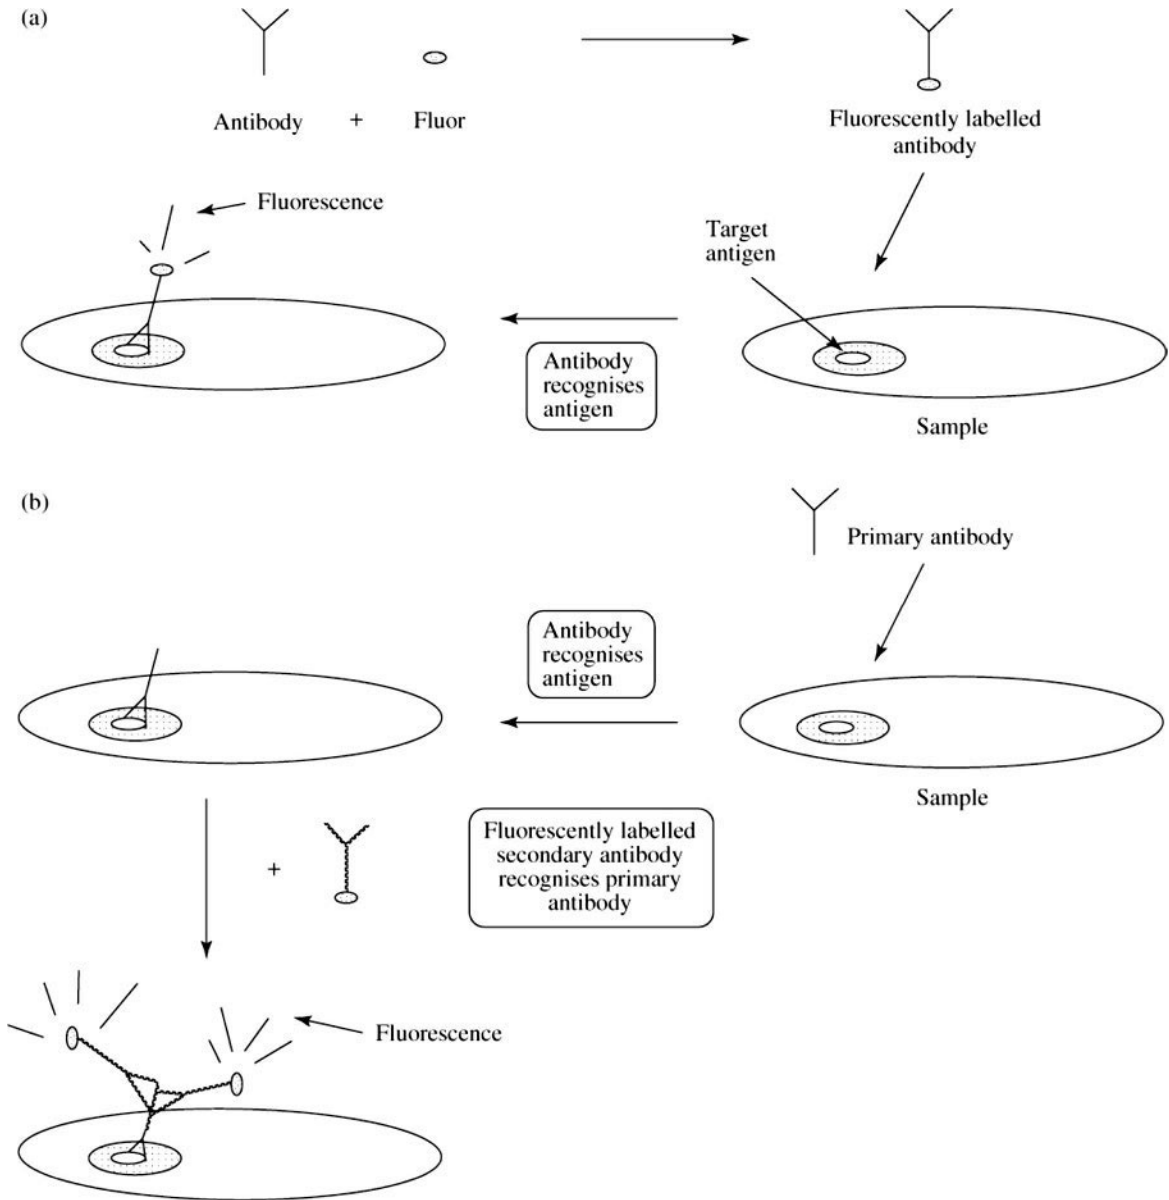 (a)
Antibody + Fluor
Fluorescently labelled
antibody
Fluorescence
Target
antigen
Antibody
recognises
antigen
Sample
(b)
Primary antibody
Antibody
recognises
antigen
Sample
+
Fluorescently labelled
secondary antibody
recognises primary
antibody
Fluorescence